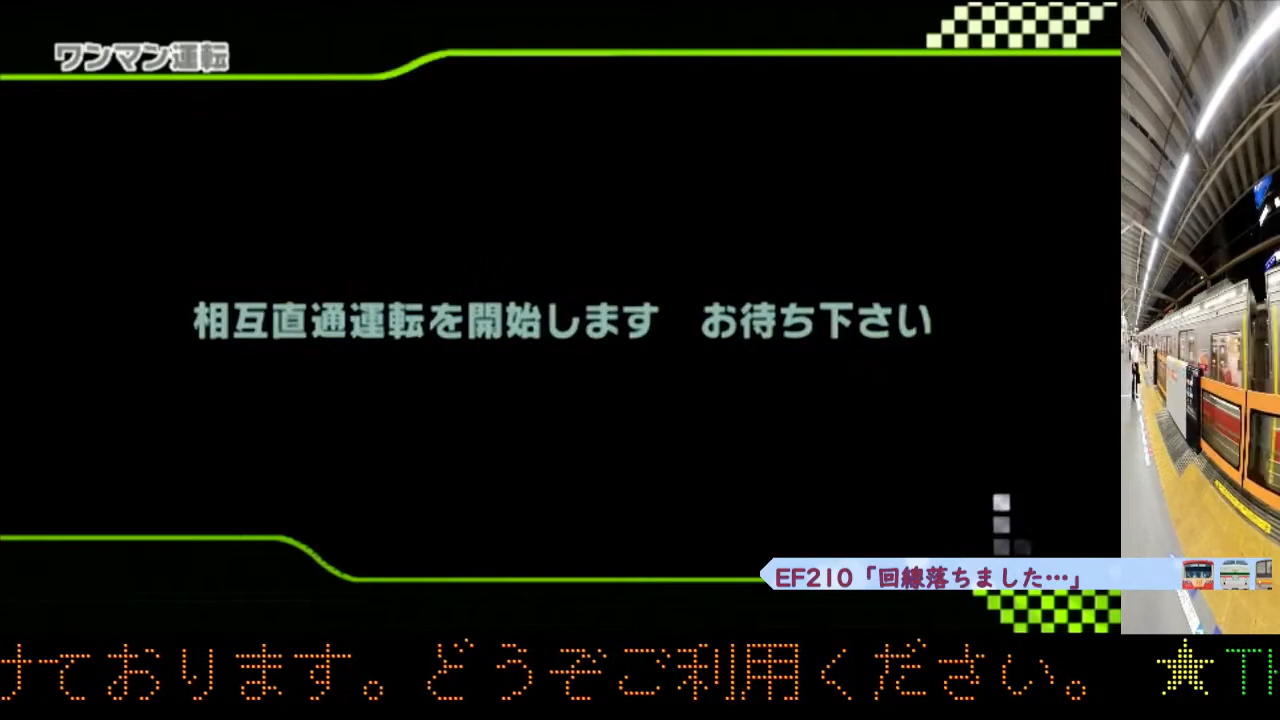 ワンマン運転
相互直通運転を開始します お待ち下さい
EF210「回線落ちました…」
けております。どうぞご利用ください。 ★